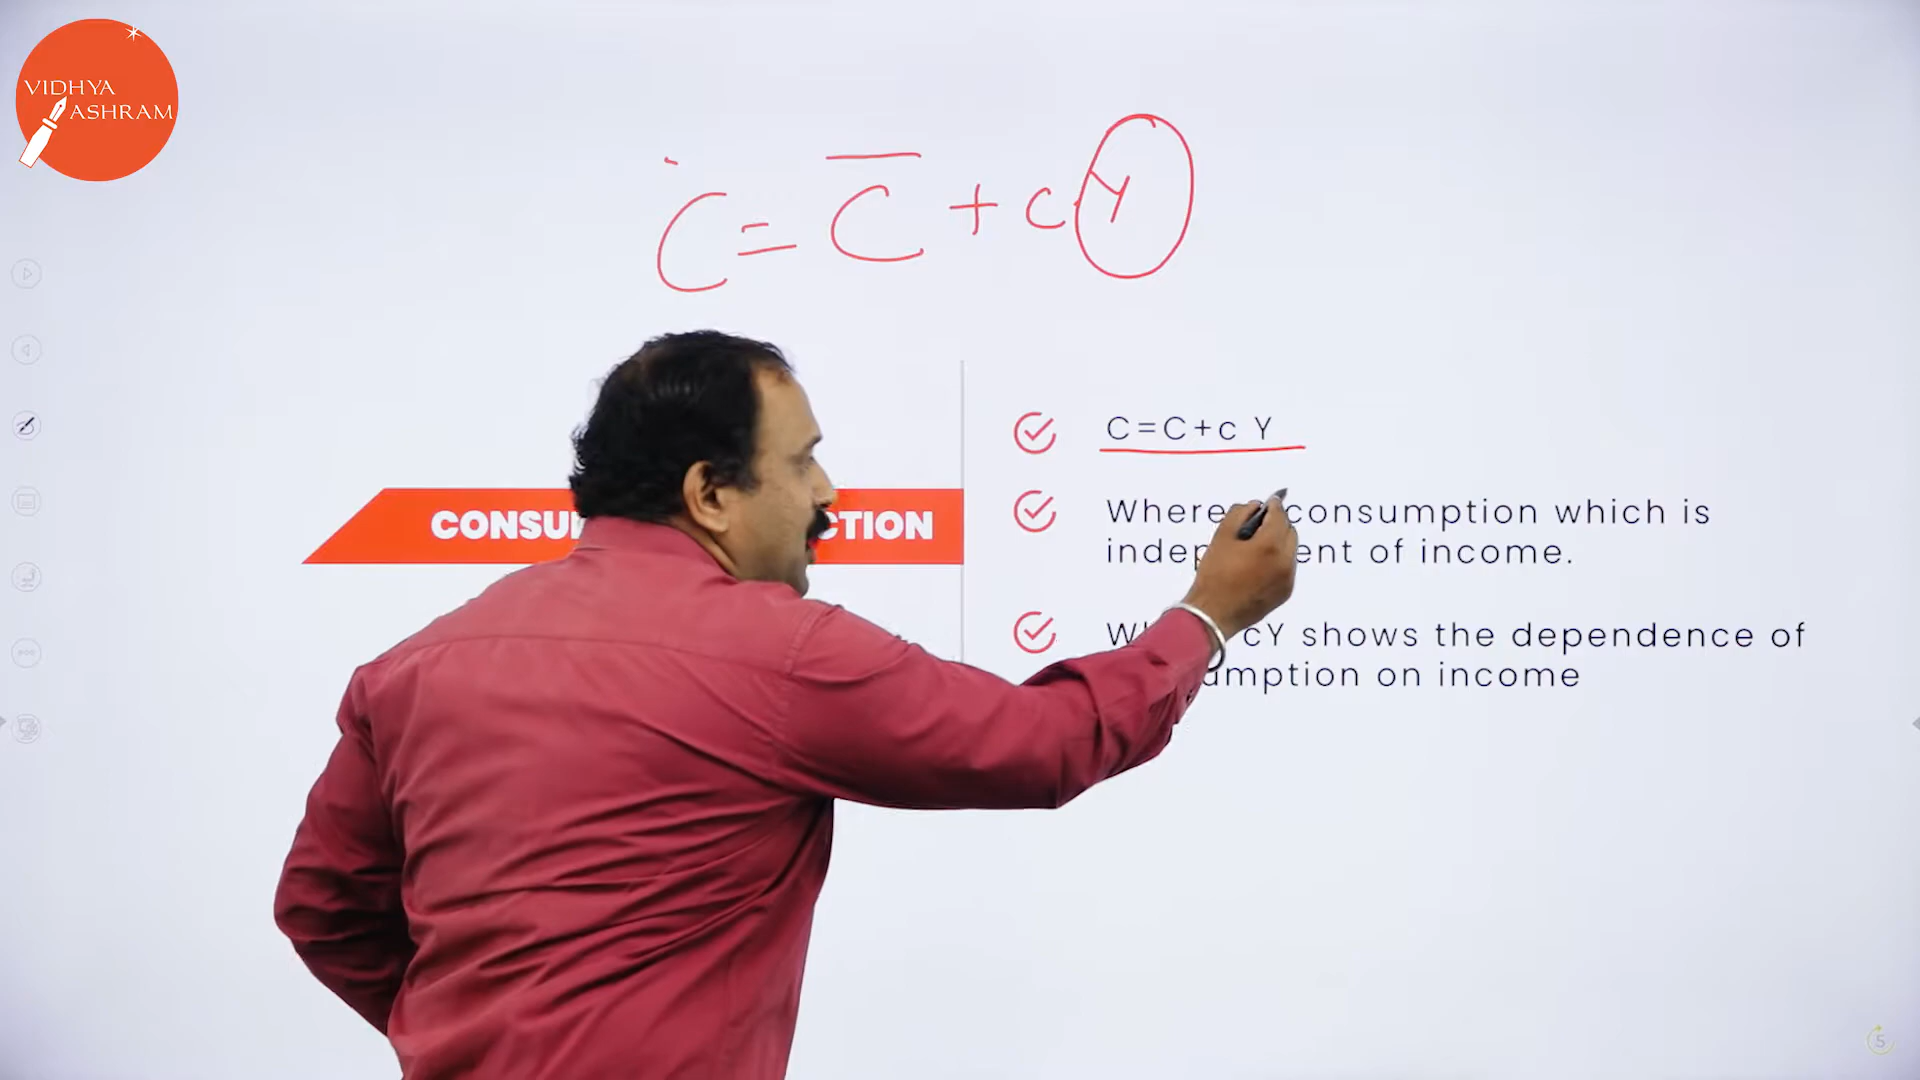 VIDHYA
ASHRAM
C = C̅ + cY
C=C+c Y
CONSU CTION
Where consumption which is
indep ent of income.
cY shows the dependence of
umption on income
5